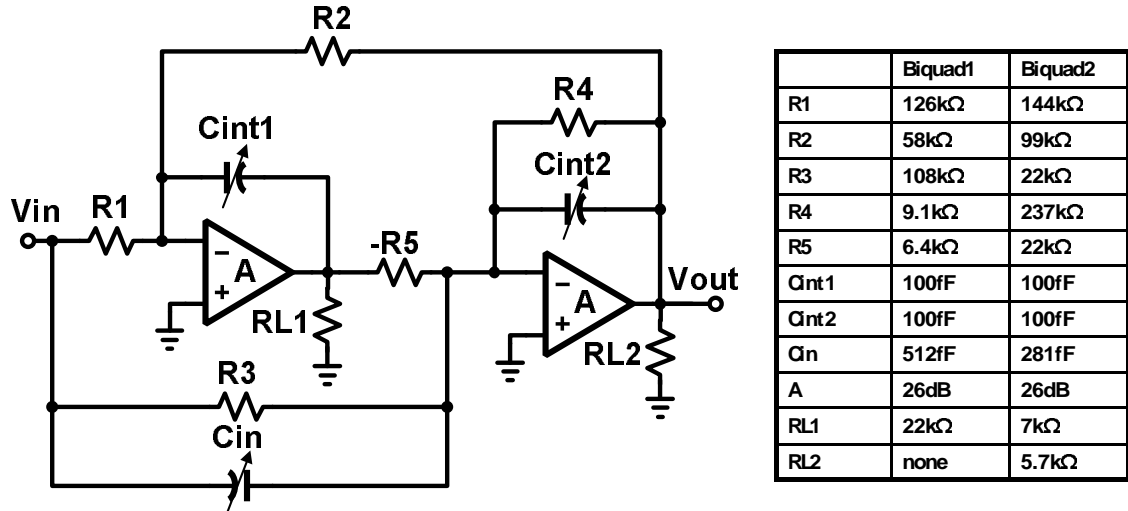 R2
R4
Cint1
Cint2
Vin
R1
-R5
A
A
Vout
RL1
RL2
R3
Cin
Biquad1 Biquad2
R1 126kΩ 144kΩ
R2 58kΩ 99kΩ
R3 108kΩ 22kΩ
R4 9.1kΩ 237kΩ
R5 6.4kΩ 22kΩ
Cint1 100fF 100fF
Cint2 100fF 100fF
Cin 512fF 281fF
A 26dB 26dB
RL1 22kΩ 7kΩ
RL2 none 5.7kΩ